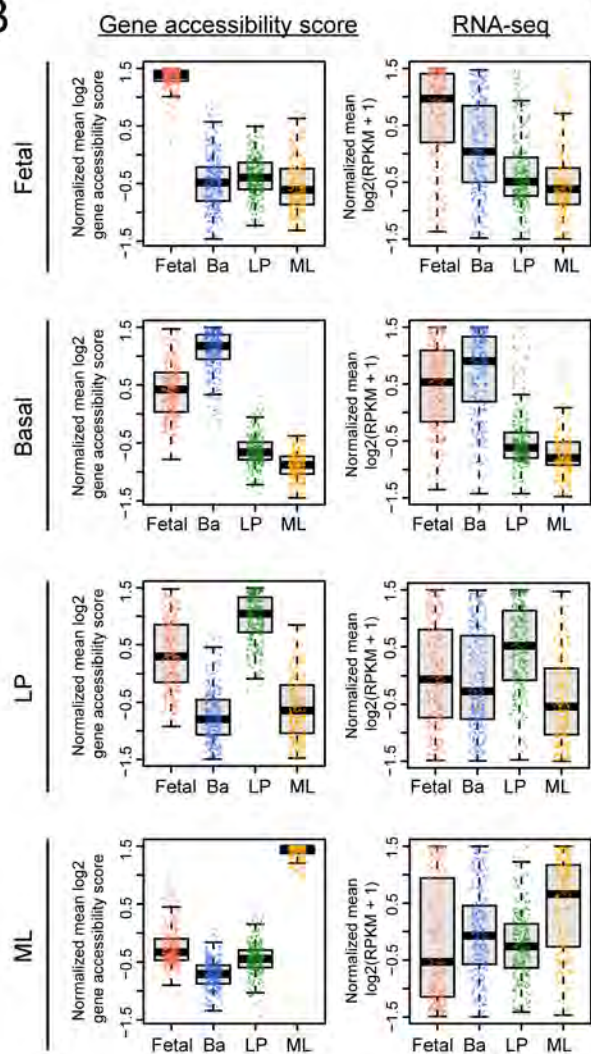 B
Gene accessibility score RNA-seq
Fetal
Normalized mean log2
gene accessibility score
1.5
0.5
−0.5
−1.5
Fetal Ba LP ML
Normalized mean
log2(RPKM + 1)
1.5
0.5
−0.5
−1.5
Fetal Ba LP ML
Basal
Normalized mean log2
gene accessibility score
1.5
0.5
−0.5
−1.5
Fetal Ba LP ML
Normalized mean
log2(RPKM + 1)
1.5
0.5
−0.5
−1.5
Fetal Ba LP ML
LP
Normalized mean log2
gene accessibility score
1.5
0.5
−0.5
−1.5
Fetal Ba LP ML
Normalized mean
log2(RPKM + 1)
1.5
0.5
−0.5
−1.5
Fetal Ba LP ML
ML
Normalized mean log2
gene accessibility score
1.5
0.5
−0.5
−1.5
Fetal Ba LP ML
Normalized mean
log2(RPKM + 1)
1.5
0.5
−0.5
−1.5
Fetal Ba LP ML